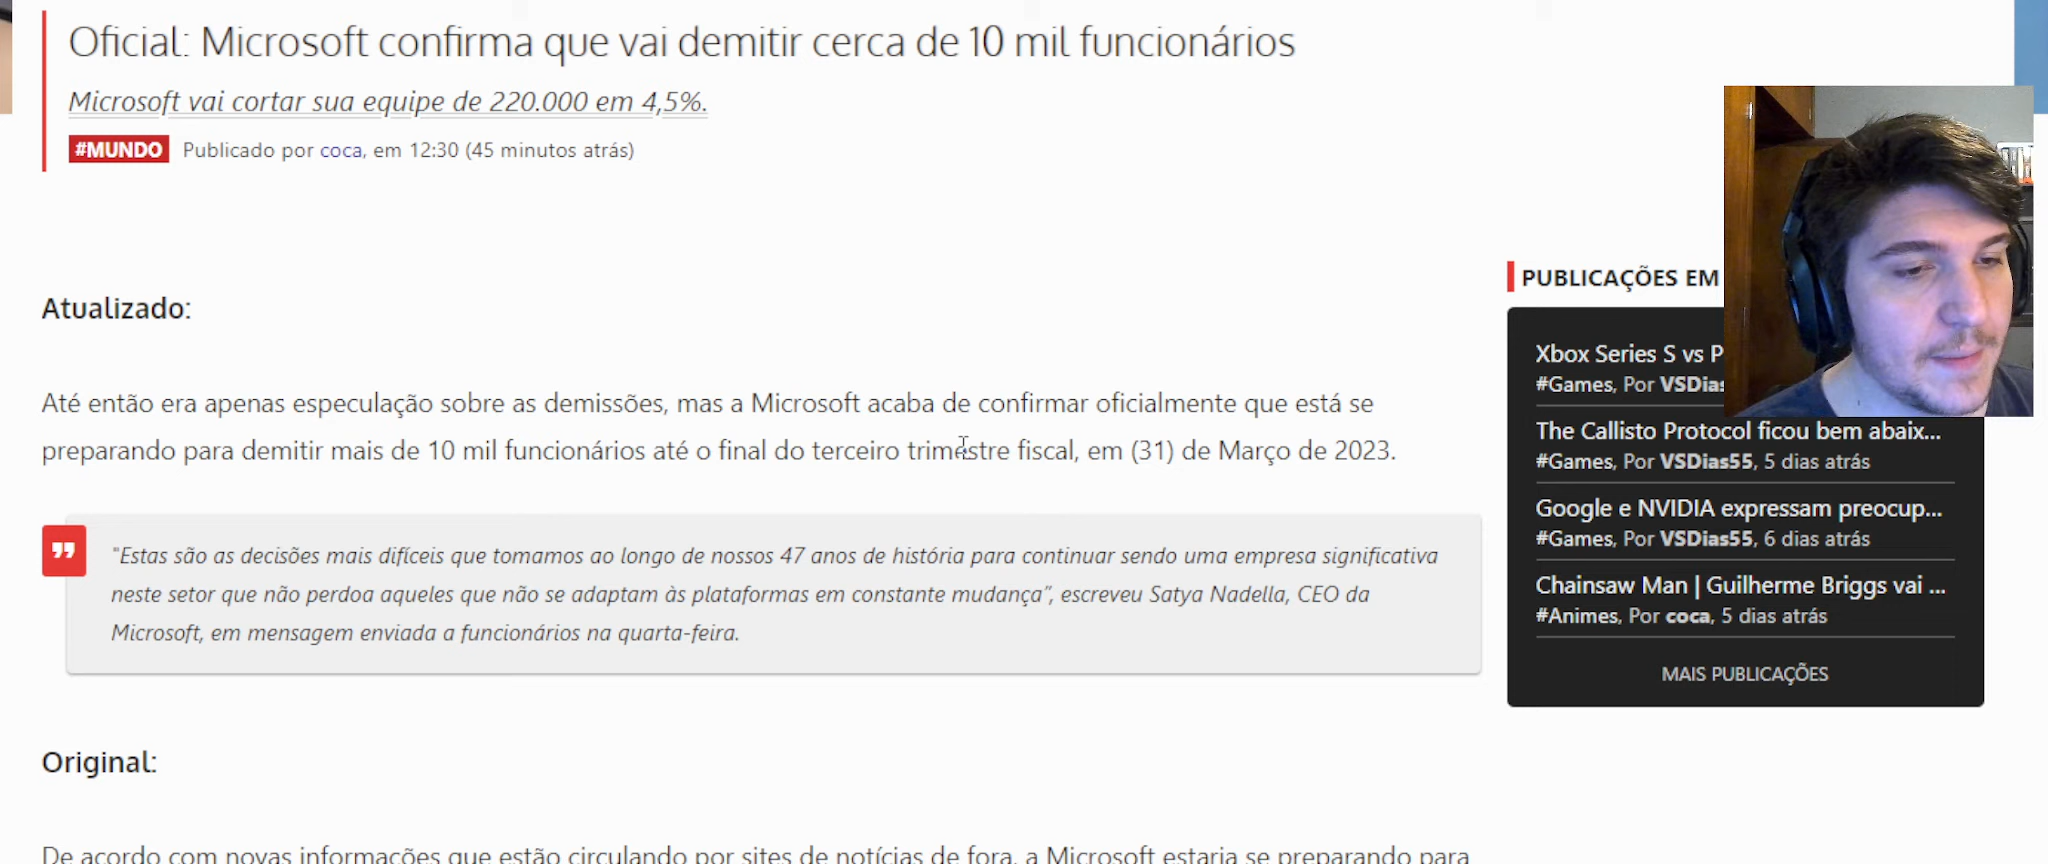 Oficial: Microsoft confirma que vai demitir cerca de 10 mil funcionários
Microsoft vai cortar sua equipe de 220.000 em 4,5%.
#MUNDO Publicado por coca, em 12:30 (45 minutos atrás)
Atualizado:
Até então era apenas especulação sobre as demissões, mas a Microsoft acaba de confirmar oficialmente que está se
preparando para demitir mais de 10 mil funcionários até o final do terceiro trimestre fiscal, em (31) de Março de 2023.
"Estas são as decisões mais difíceis que tomamos ao longo de nossos 47 anos de história para continuar sendo uma empresa significativa
neste setor que não perdoa aqueles que não se adaptam às plataformas em constante mudança", escreveu Satya Nadella, CEO da
Microsoft, em mensagem enviada a funcionários na quarta-feira.
Original:
De acordo com novas informações que estão circulando por sites de notícias de fora, a Microsoft estaria se preparando para
PUBLICAÇÕES EM
Xbox Series S vs P
#Games, Por VSDias
The Callisto Protocol ficou bem abaix...
#Games, Por VSDias55, 5 dias atrás
Google e NVIDIA expressam preocup...
#Games, Por VSDias55, 6 dias atrás
Chainsaw Man | Guilherme Briggs vai ...
#Animes, Por coca, 5 dias atrás
MAIS PUBLICAÇÕES